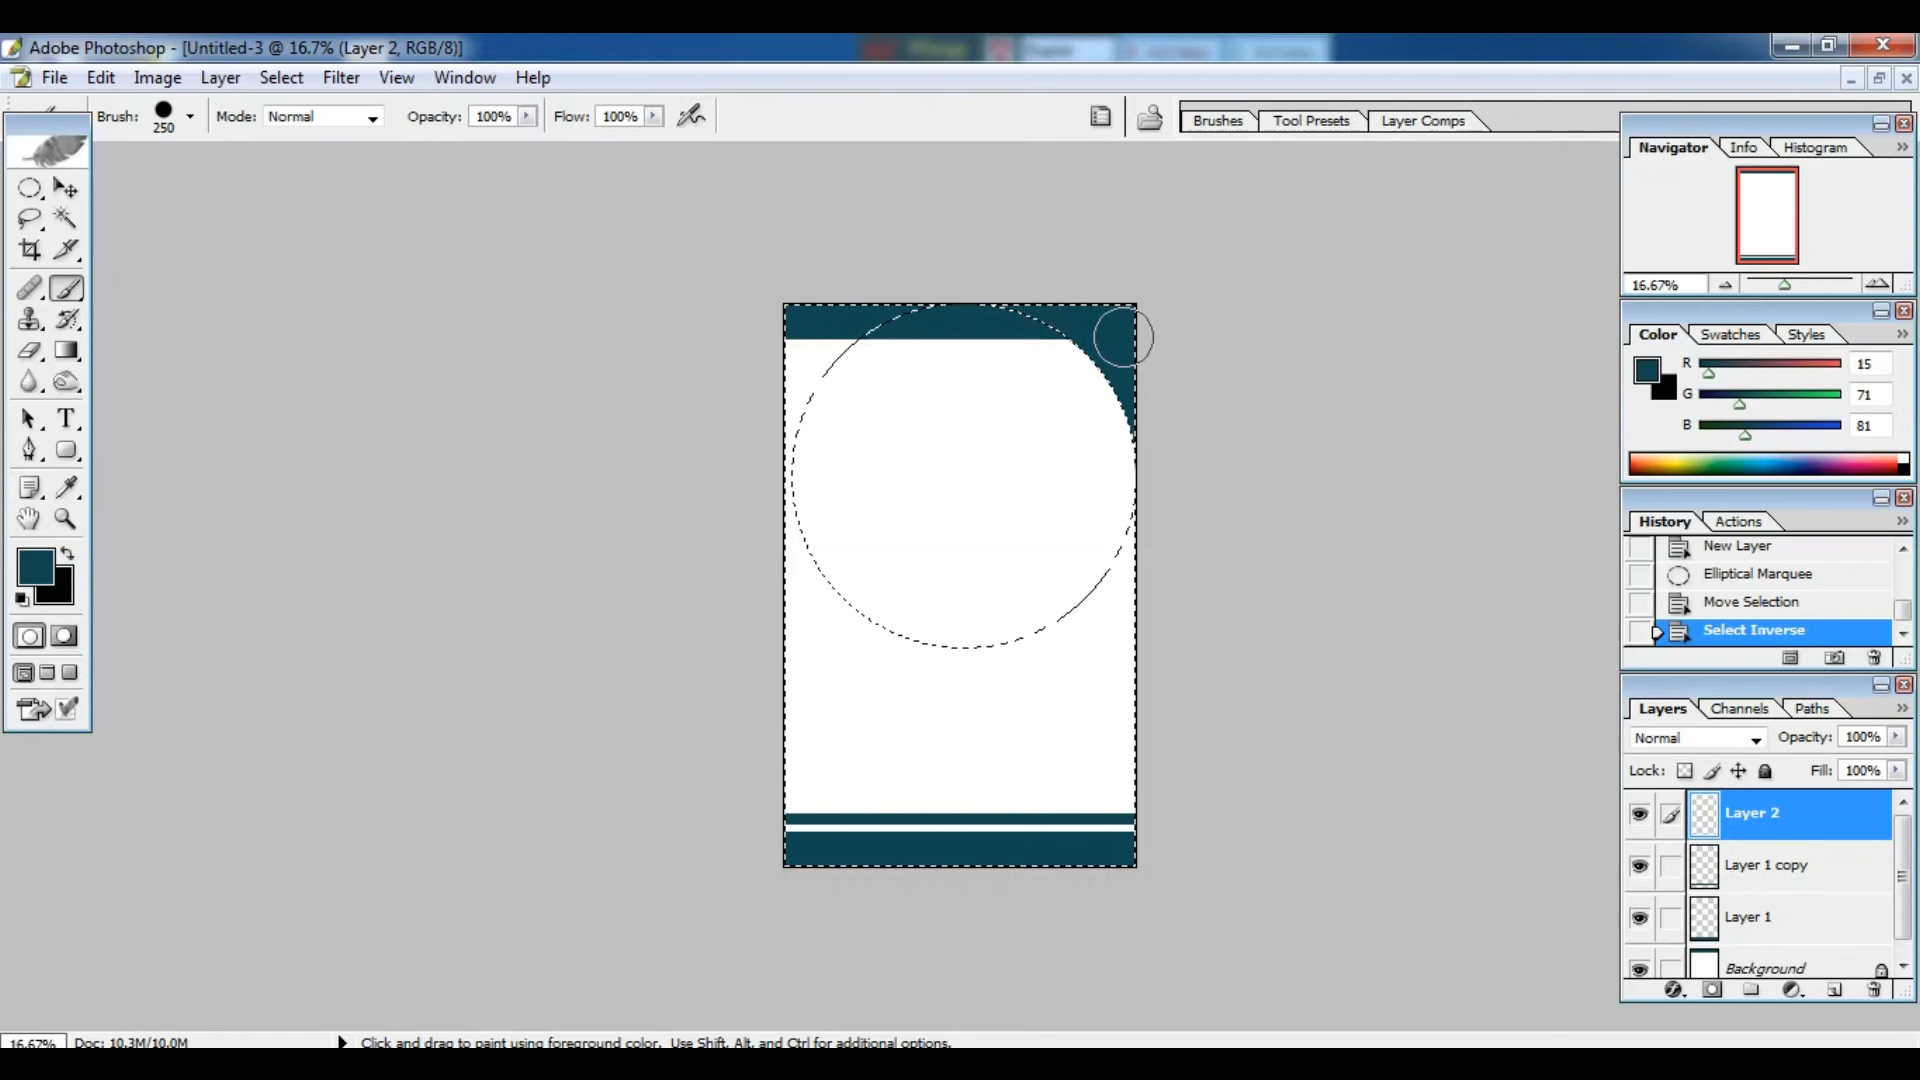 Adobe Photoshop - [Untitled-3 @ 16.7% (Layer 2, RGB/8)]
File Edit Image Layer Select Filter View Window Help
Brush: 250 Mode: Normal Opacity: 100% Flow: 100%
Brushes Tool Presets Layer Comps
Navigator Info Histogram
16.67%
Color Swatches Styles
R 15
G 71
B 81
History Actions
New Layer
Elliptical Marquee
Move Selection
Select Inverse
Layers Channels Paths
Normal Opacity: 100%
Lock: Fill: 100%
Layer 2
Layer 1 copy
Layer 1
Background
T
16.67% Doc: 10.3M/10.0M Click and drag to paint using foreground color. Use Shift, Alt, and Ctrl for additional options.